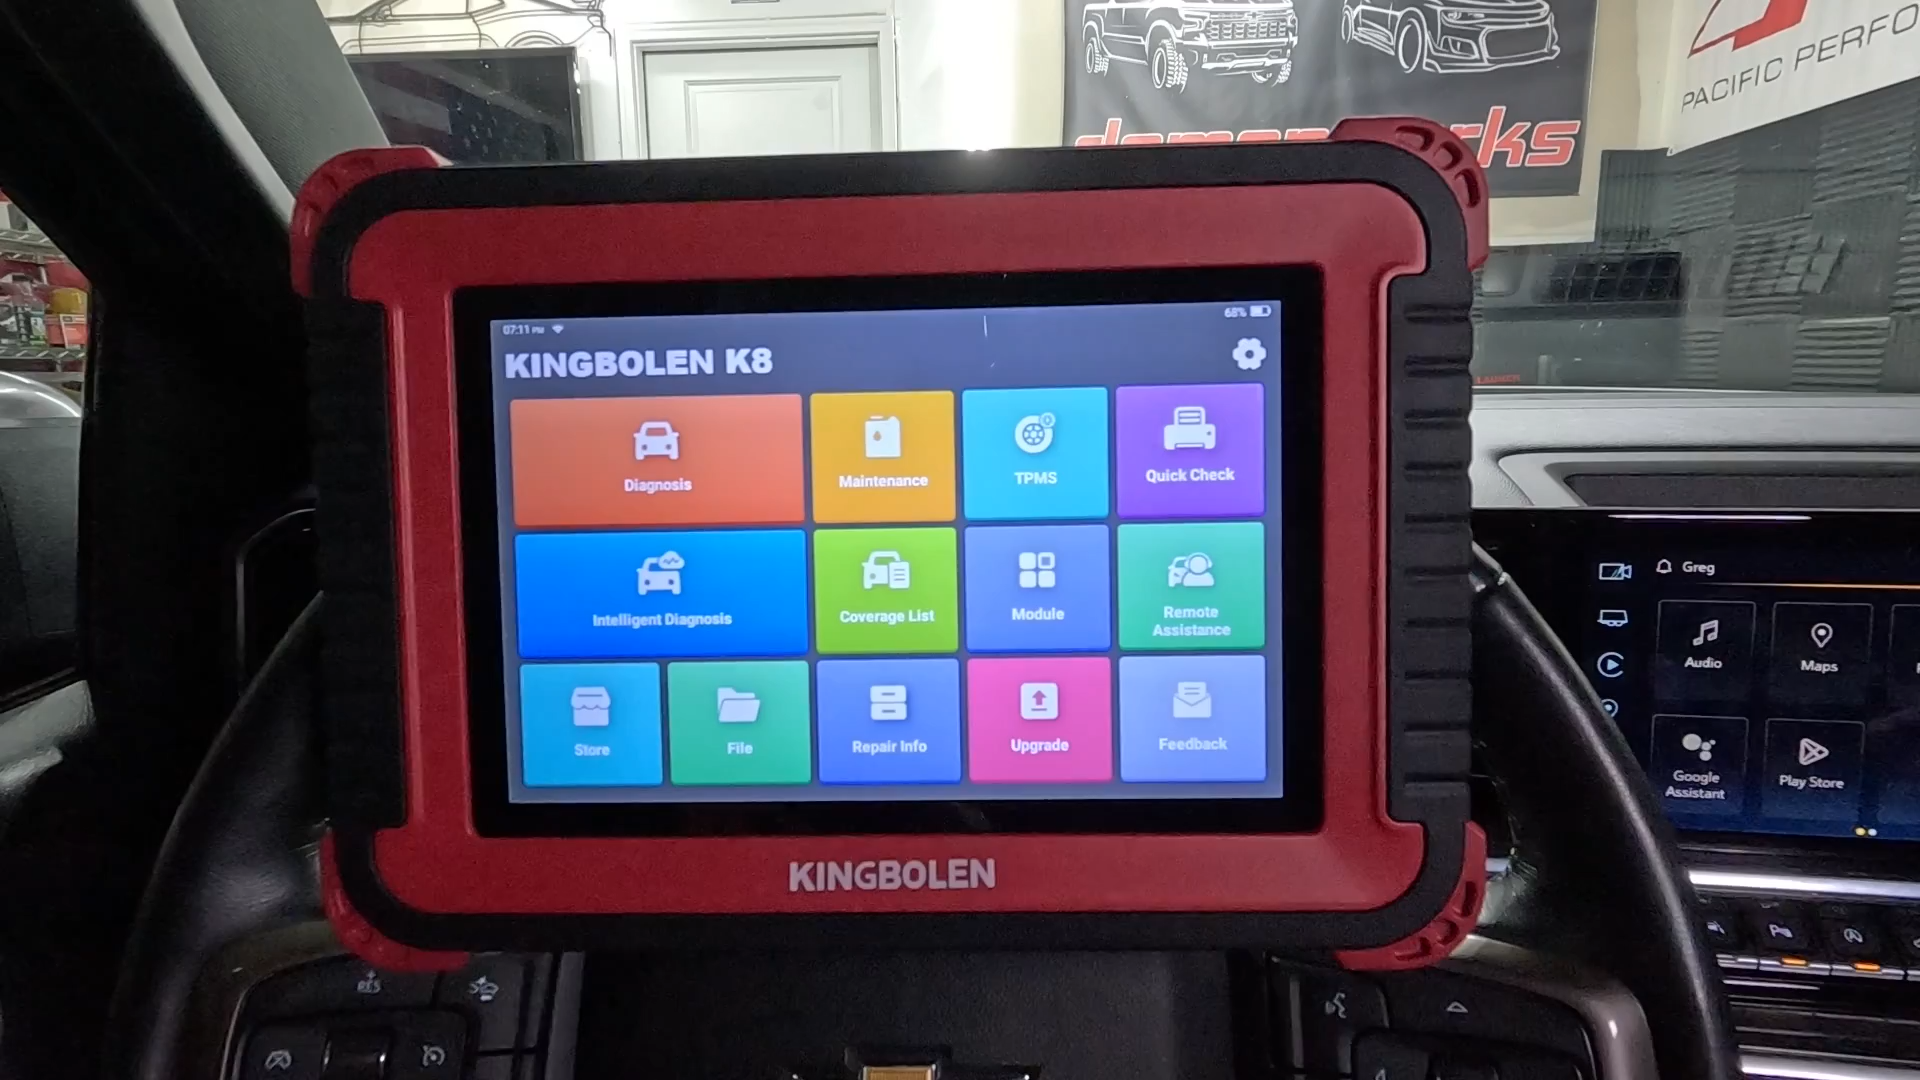 PACIFIC PERFO
rks
07:11 PM
68%
KINGBOLEN K8
Diagnosis
Maintenance
TPMS
Quick Check
Intelligent Diagnosis
Coverage List
Module
Remote
Assistance
Store
File
Repair Info
Upgrade
Feedback
KINGBOLEN
Greg
Audio
Maps
Google
Assistant
Play Store
RES